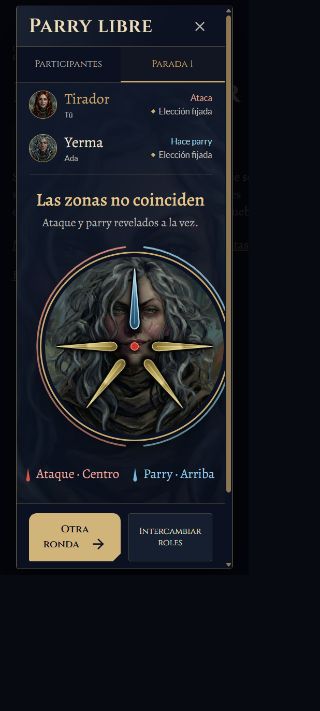 PARRY LIBRE
PARTICIPANTES
PARADA I
Tirador
Tú
Ataca
Elección fijada
Yerma
Ada
Hace parry
Elección fijada
Las zonas no coinciden
Ataque y parry revelados a la vez.
Ataque · Centro
Parry · Arriba
OTRA
RONDA →
INTERCAMBIAR
ROLES